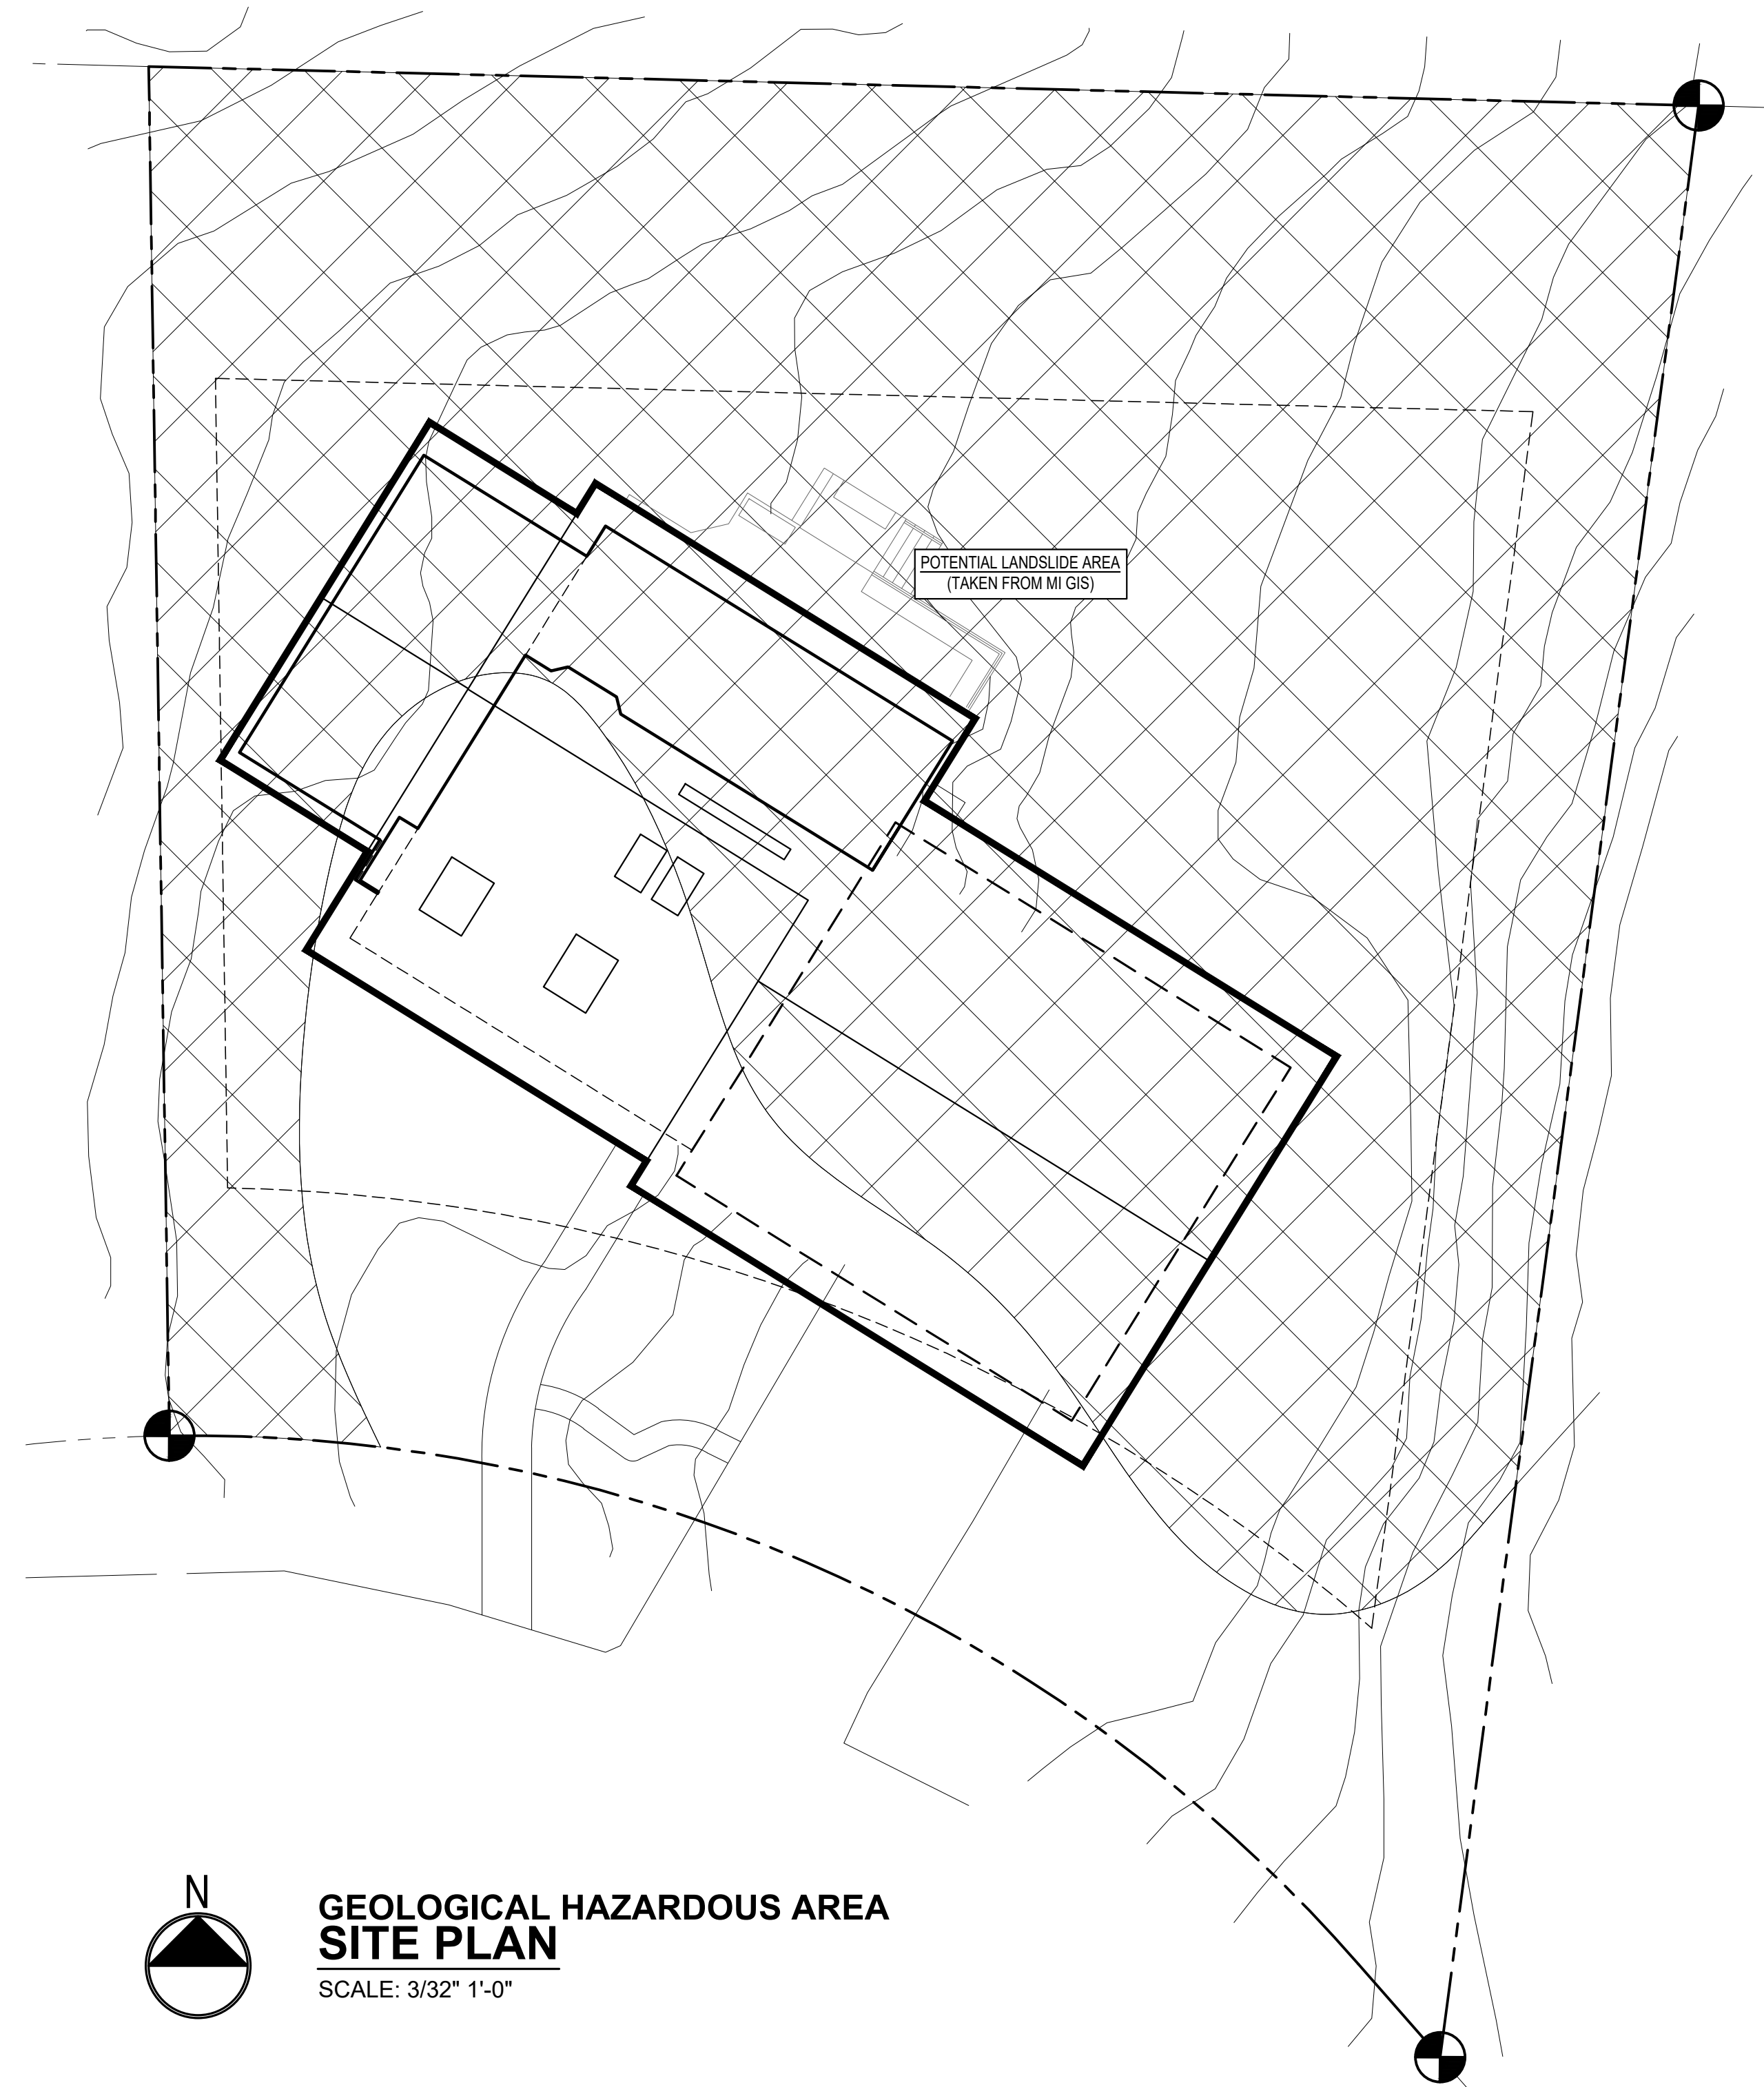 POTENTIAL LANDSLIDE AREA
(TAKEN FROM MI GIS)
N
GEOLOGICAL HAZARDOUS AREA
SITE PLAN
SCALE: 3/32" 1'-0"